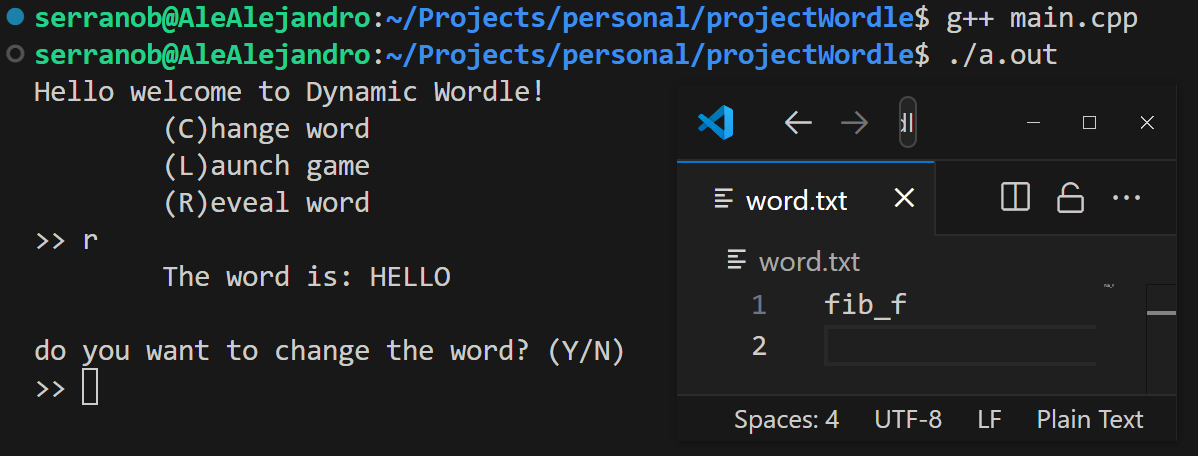 serranob@AleAlejandro:~/Projects/personal/projectWordle$ g++ main.cpp
serranob@AleAlejandro:~/Projects/personal/projectWordle$ ./a.out
Hello welcome to Dynamic Wordle!
(C)hange word
(L)aunch game
(R)eveal word
>> r
The word is: HELLO
do you want to change the word? (Y/N)
>>
word.txt
word.txt
1 fib_f
2
Spaces: 4 UTF-8 LF Plain Text